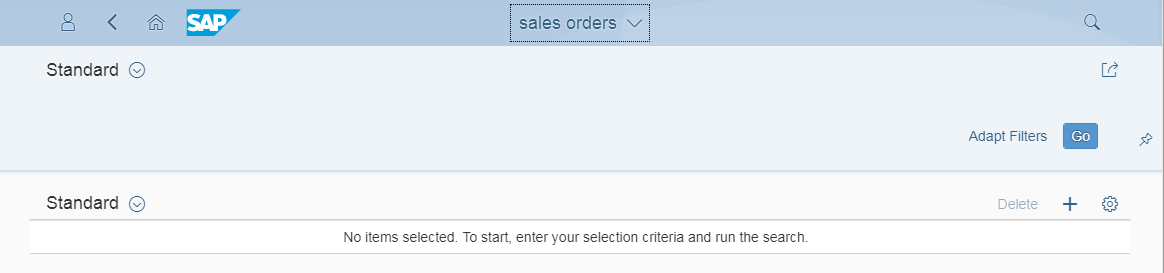 SAP sales orders
Standard
Adapt Filters Go
Standard Delete
No items selected. To start, enter your selection criteria and run the search.